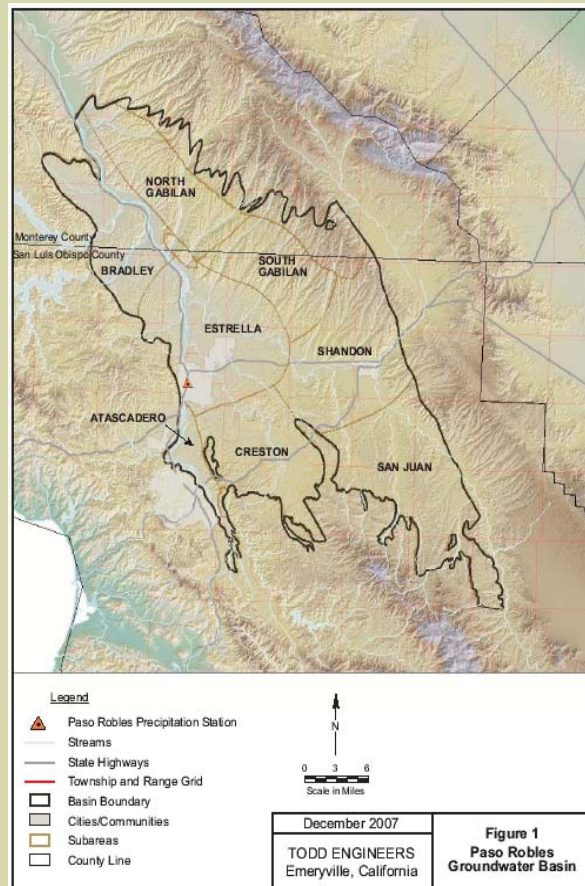 NORTH
GABILAN
Monterey County
San Luis Obispo County
BRADLEY
SOUTH
GABILAN
ESTRELLA
SHANDON
ATASCADERO
CRESTON
SAN JUAN
Legend
Paso Robles Precipitation Station
Streams
State Highways
Township and Range Grid
Basin Boundary
Cities/Communities
Subareas
County Line
N
0 3 6
Scale in Miles
December 2007
TODD ENGINEERS
Emeryville, California
Figure 1
Paso Robles
Groundwater Basin